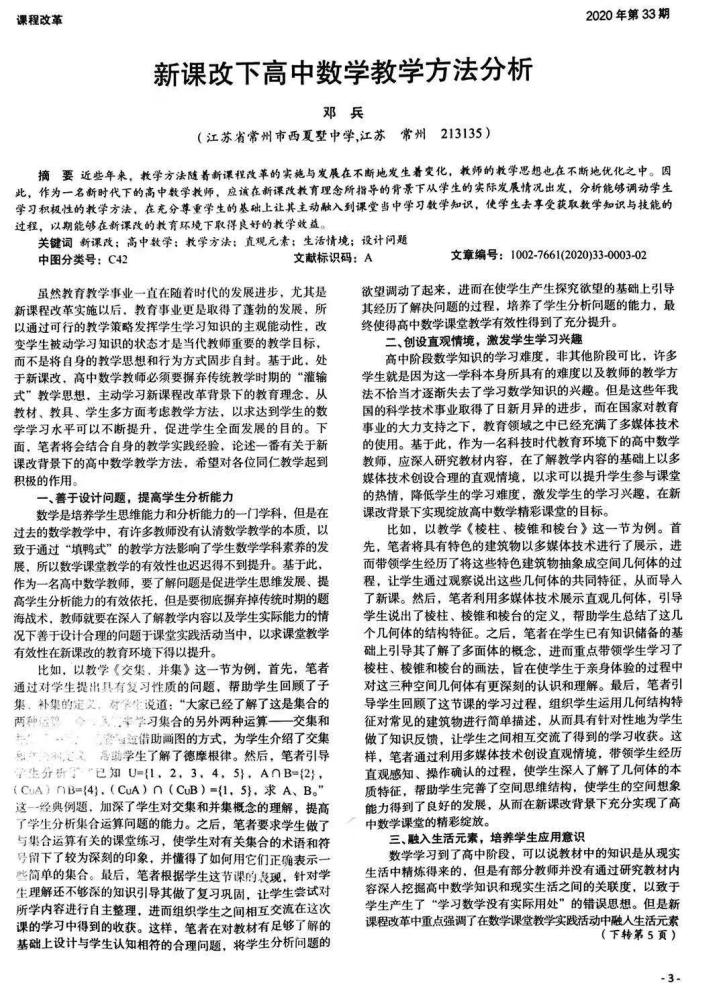 课程改革
2020年第33期
新课改下高中数学教学方法分析
邓 兵
(江苏省常州市西夏墅中学,江苏 常州 213135)
摘 要 近些年来，教学方法随着新课程改革的实施与发展在不断地发生着变化，教师的教学思想也在不断地优化之中。因
此，作为一名新时代下的高中数学教师，应该在新课改教育理念所指导的背景下从学生的实际发展情况出发，分析能够调动学生
学习积极性的教学方法，在充分尊重学生的基础上让其主动融入到课堂当中学习数学知识，使学生去享受获取数学知识与技能的
过程，以期能够在新课改的教育环境下取得良好的教学效益。
关键词 新课改；高中数学；教学方法；直观元素；生活情境；设计问题
中图分类号：C42 文献标识码：A 文章编号：1002-7661(2020)33-0003-02
虽然教育教学事业一直在随着时代的发展进步，尤其是
新课程改革实施以后，教育事业更是取得了蓬勃的发展，所
以通过可行的教学策略发挥学生学习知识的主观能动性，改
变学生被动学习知识的状态才是当代教师重要的教学目标，
而不是将自身的教学思想和行为方式固步自封。基于此，处
于新课改，高中数学教师必须要摒弃传统教学时期的“灌输
式”教学思想，主动学习新课程改革背景下的教育理念，从
教材、教具、学生多方面考虑教学方法，以求达到学生的数
学学习水平可以不断提升，促进学生全面发展的目的。下
面，笔者将会结合自身的教学实践经验，论述一番有关于新
课改背景下的高中数学教学方法，希望对各位同仁教学起到
积极的作用。
一、善于设计问题，提高学生分析能力
数学是培养学生思维能力和分析能力的一门学科，但是在
过去的数学教学中，有许多教师没有认清数学教学的本质，以
致于通过“填鸭式”的教学方法影响了学生数学学科素养的发
展，所以数学课堂教学的有效性也迟迟得不到提升。基于此，
作为一名高中数学教师，要了解问题是促进学生思维发展、提
高学生分析能力的有效依托，但是要彻底摒弃掉传统时期的题
海战术，教师就要在深入了解教学内容以及学生实际能力的情
况下善于设计合理的问题于课堂实践活动当中，以求课堂教学
有效性在新课改的教育环境下得以提升。
比如，以教学《交集、并集》这一节为例，首先，笔者
通过对学生提出具有复习性质的问题，帮助学生回顾了子
集、补集的定义，对学生说道：“大家已经了解了这是集合的
两种运算 学习集合的另外两种运算——交集和
通过借助画图的方式，为学生介绍了交集
帮助学生了解了德摩根律。然后，笔者引导
学生分析了“已知 U={1，2，3，4，5}，A∩B={2}，
(CuA)∩B={4}，(CuA)∩(CuB)={1，5}，求 A、B。”
这一经典例题，加深了学生对交集和并集概念的理解，提高
了学生分析集合运算问题的能力。之后，笔者要求学生做了
与集合运算有关的课堂练习，使学生对有关集合的术语和符
号留下了较为深刻的印象，并懂得了如何用它们正确表示一
些简单的集合。最后，笔者根据学生这节课的表现，针对学
生理解还不够深的知识引导其做了复习巩固，让学生尝试对
所学内容进行自主整理，进而组织学生之间相互交流在这次
课的学习中得到的收获。这样，笔者在对教材有足够了解的
基础上设计与学生认知相符的合理问题，将学生分析问题的
欲望调动了起来，进而在使学生产生探究欲望的基础上引导
其经历了解决问题的过程，培养了学生分析问题的能力，最
终使得高中数学课堂教学有效性得到了充分提升。
二、创设直观情境，激发学生学习兴趣
高中阶段数学知识的学习难度，非其他阶段可比，许多
学生就是因为这一学科本身所具有的难度以及教师的教学方
法不恰当才逐渐失去了学习数学知识的兴趣。但是这些年我
国的科学技术事业取得了日新月异的进步，而在国家对教育
事业的大力支持之下，教育领域之中已经充满了多媒体技术
的使用。基于此，作为一名科技时代教育环境下的高中数学
教师，应深入研究教材内容，在了解教学内容的基础上以多
媒体技术创设合理的直观情境，以求可以提升学生参与课堂
的热情，降低学生的学习难度，激发学生的学习兴趣，在新
课改背景下实现绽放高中数学精彩课堂的目标。
比如，以教学《棱柱、棱锥和棱台》这一节为例。首
先，笔者将具有特色的建筑物以多媒体技术进行了展示，进
而带领学生经历了将这些特色建筑物抽象成空间几何体的过
程，让学生通过观察说出这些几何体的共同特征，从而导入
了新课。然后，笔者利用多媒体技术展示直观几何体，引导
学生说出了棱柱、棱锥和棱台的定义，帮助学生总结了这几
个几何体的结构特征。之后，笔者在学生已有知识储备的基
础上引导其了解了多面体的概念，进而重点带领学生学习了
棱柱、棱锥和棱台的画法，旨在使学生于亲身体验的过程中
对这三种空间几何体有更深刻的认识和理解。最后，笔者引
导学生回顾了这节课的学习过程，组织学生运用几何结构特
征对常见的建筑物进行简单描述，从而具有针对性地为学生
做了知识反馈，让学生之间相互交流了得到的学习收获。这
样，笔者通过利用多媒体技术创设直观情境，带领学生经历
直观感知、操作确认的过程，使学生深入了解了几何体的本
质特征，帮助学生完善了空间思维结构，使学生的空间想象
能力得到了良好的发展，从而在新课改背景下充分实现了高
中数学课堂的精彩绽放。
三、融入生活元素，培养学生应用意识
数学学习到了高中阶段，可以说教材中的知识是从现实
生活中精炼得来的，但是有部分教师并没有通过研究教材内
容深入挖掘高中数学知识和现实生活之间的关联度，以致于
学生产生了“学习数学没有实际用处”的错误思想。但是新
课程改革中重点强调了在数学课堂教学实践活动中融入生活元素
(下转第 5 页)
- 3 -